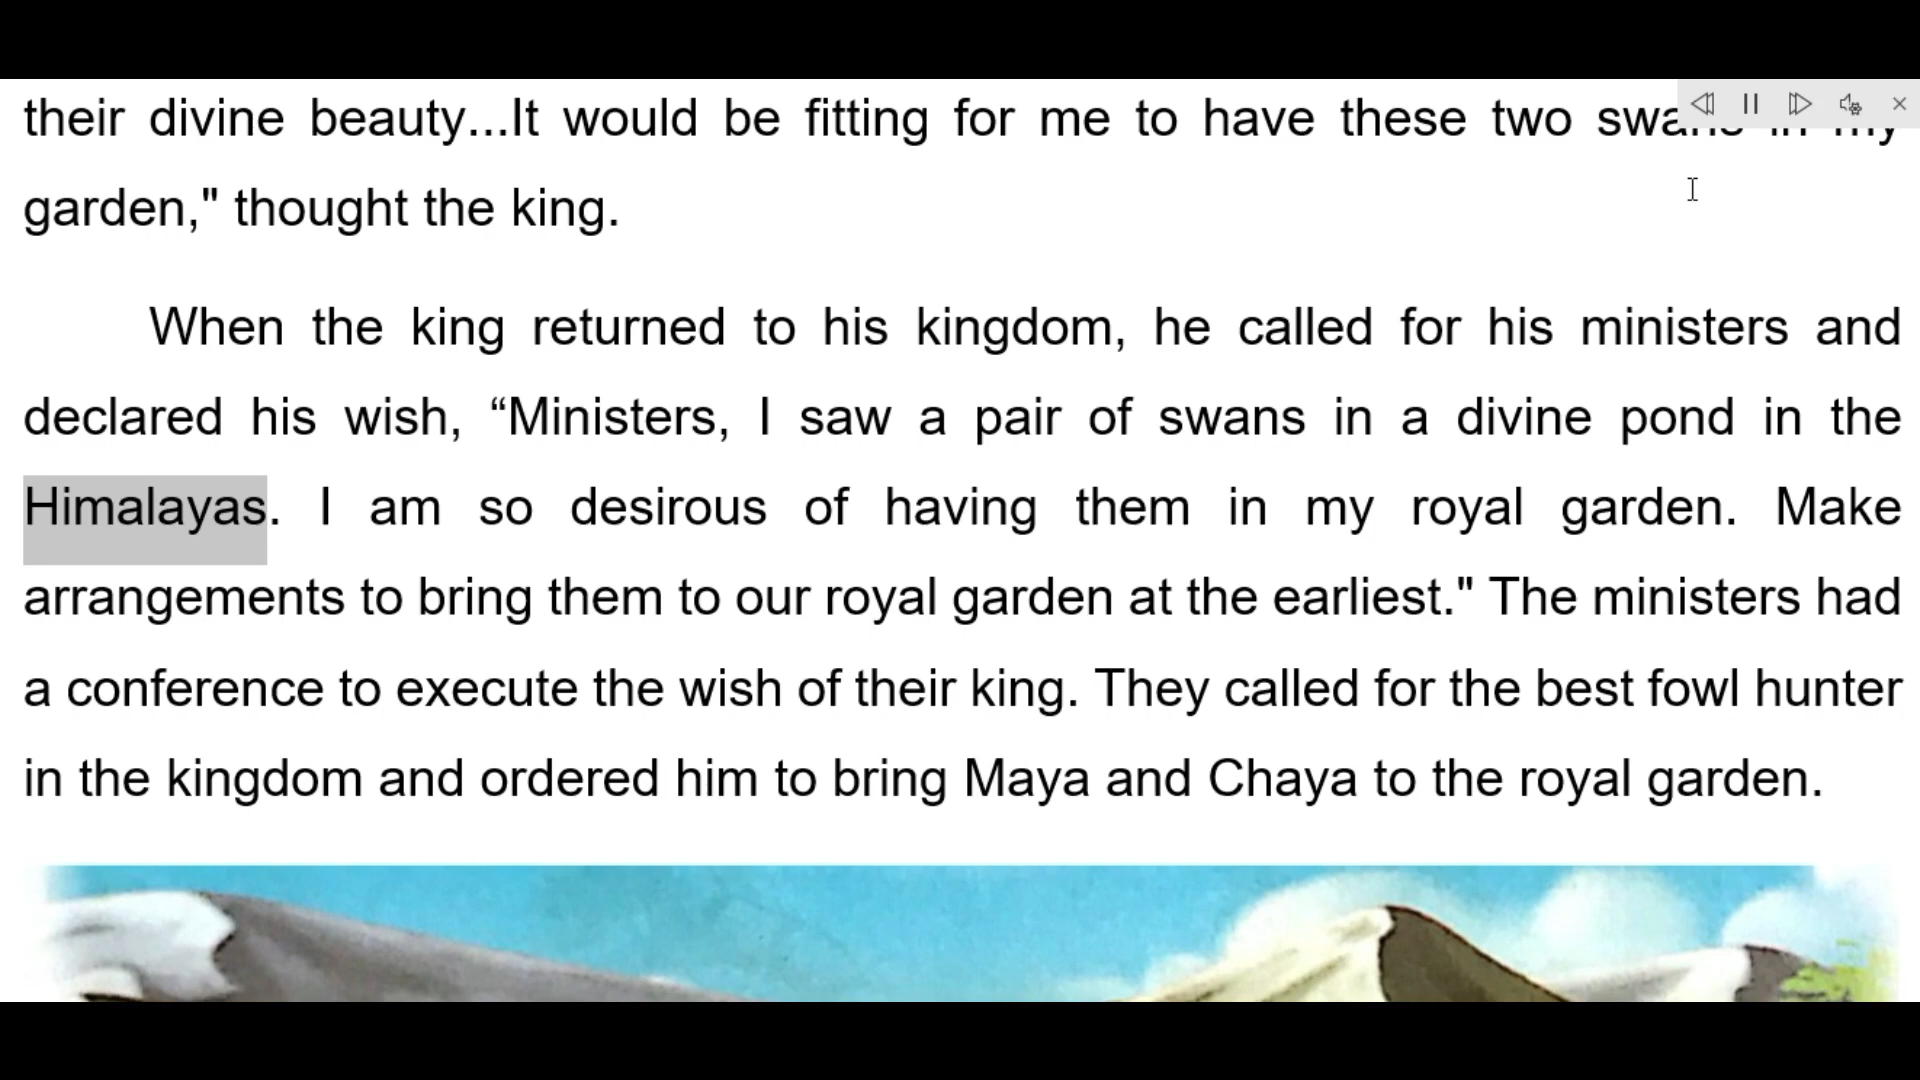 their divine beauty...It would be fitting for me to have these two swans in my
garden," thought the king.
When the king returned to his kingdom, he called for his ministers and
declared his wish, “Ministers, I saw a pair of swans in a divine pond in the
Himalayas. I am so desirous of having them in my royal garden. Make
arrangements to bring them to our royal garden at the earliest." The ministers had
a conference to execute the wish of their king. They called for the best fowl hunter
in the kingdom and ordered him to bring Maya and Chaya to the royal garden.